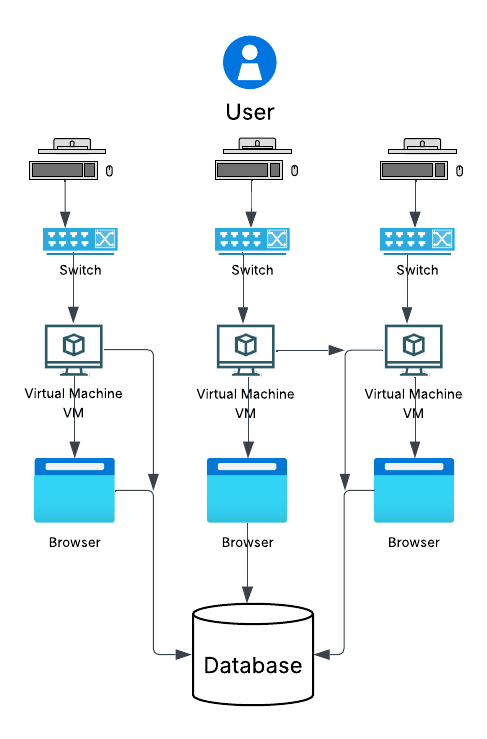 User
Switch
Switch
Switch
Virtual Machine
VM
Virtual Machine
VM
Virtual Machine
VM
Browser
Browser
Browser
Database